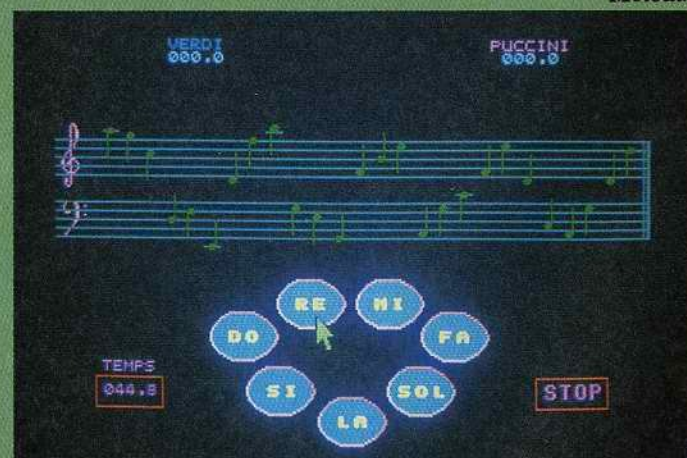 VERDI
000.0
PUCCINI
000.0
RE
MI
DO
FA
TEMPS
044.8
SI
SOL
STOP
LA